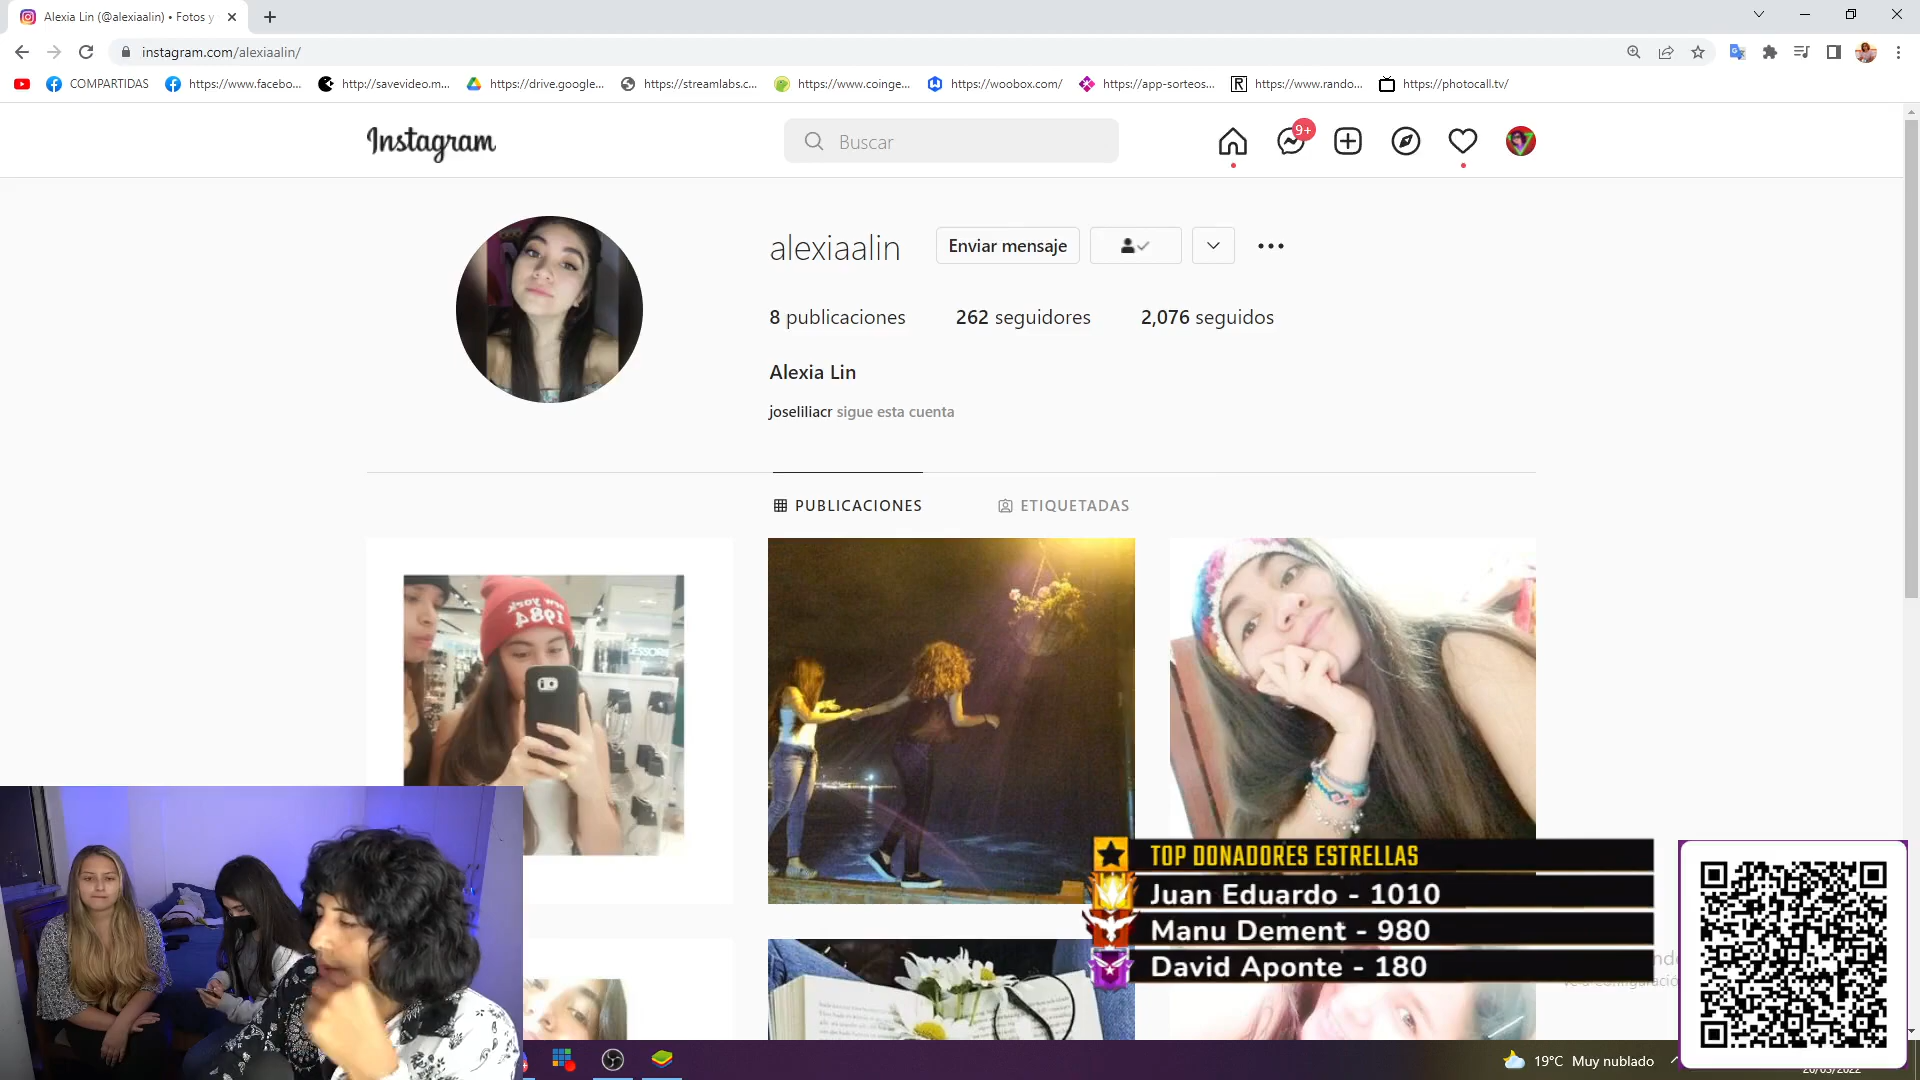 Alexia Lin (@alexiaalin) • Fotos y
instagram.com/alexiaalin/
COMPARTIDAS
https://www.facebo...
http://savevideo.m...
https://drive.google...
https://streamlabs.c...
https://www.coinge...
https://woobox.com/
https://app-sorteos...
https://www.rando...
https://photocall.tv/
Instagram
Buscar
9+
alexiaalin
Enviar mensaje
8 publicaciones
262 seguidores
2,076 seguidos
Alexia Lin
joseliliacr sigue esta cuenta
PUBLICACIONES
ETIQUETADAS
new york
1984
TOP DONADORES ESTRELLAS
Juan Eduardo - 1010
Manu Dement - 980
David Aponte - 180
19°C Muy nublado